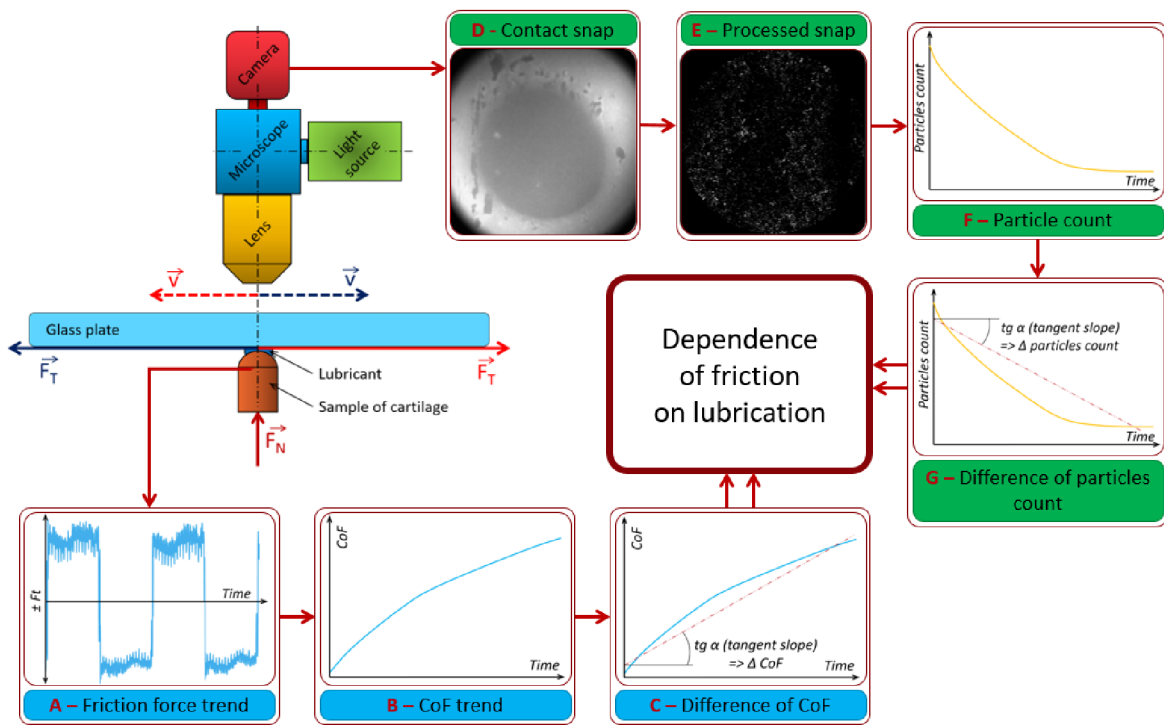 Camera
Microscope
Light
source
Lens
v
v
Glass plate
F_T
F_T
Lubricant
Sample of cartilage
F_N
D - Contact snap
E – Processed snap
Particles count
Time
F – Particle count
Particles count
tg α (tangent slope)
=> Δ particles count
Time
G – Difference of particles
count
Dependence
of friction
on lubrication
± Ft
Time
A – Friction force trend
CoF
Time
B – CoF trend
CoF
tg α (tangent slope)
=> Δ CoF
Time
C – Difference of CoF